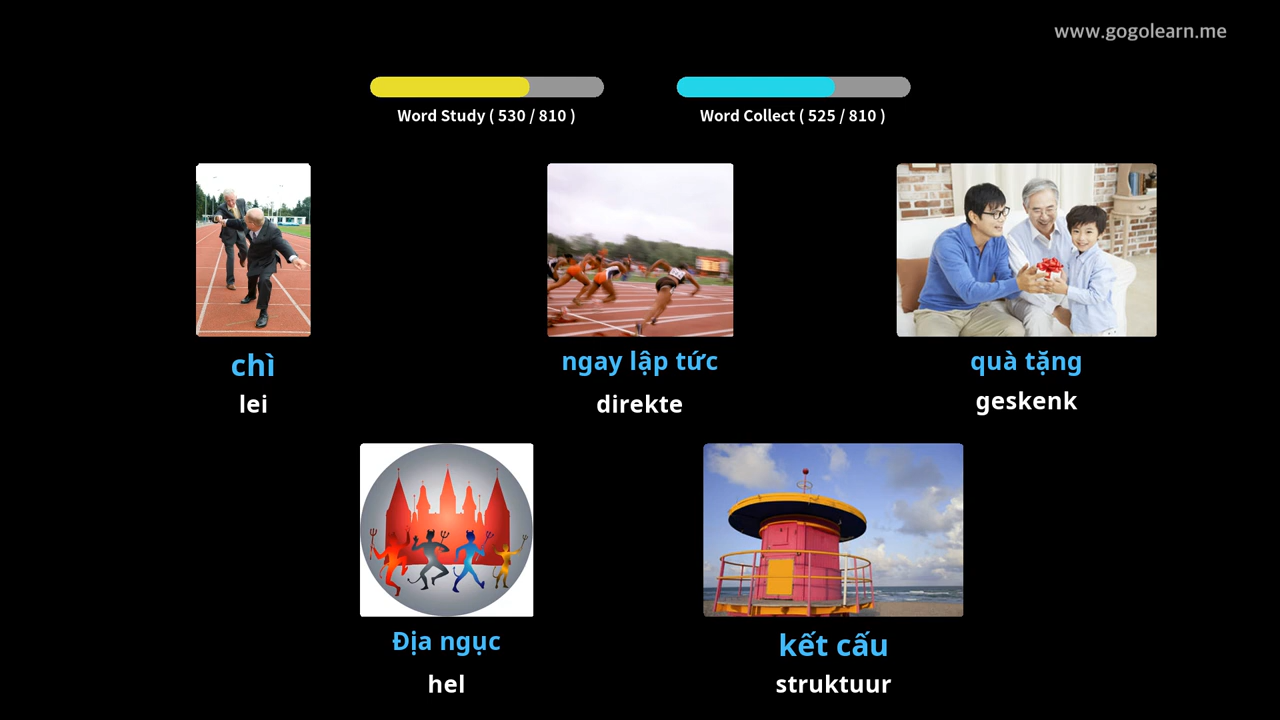 www.gogolearn.me
Word Study ( 530 / 810 )
Word Collect ( 525 / 810 )
chì
lei
ngay lập tức
direkte
quà tặng
geskenk
Địa ngục
hel
kết cấu
struktuur